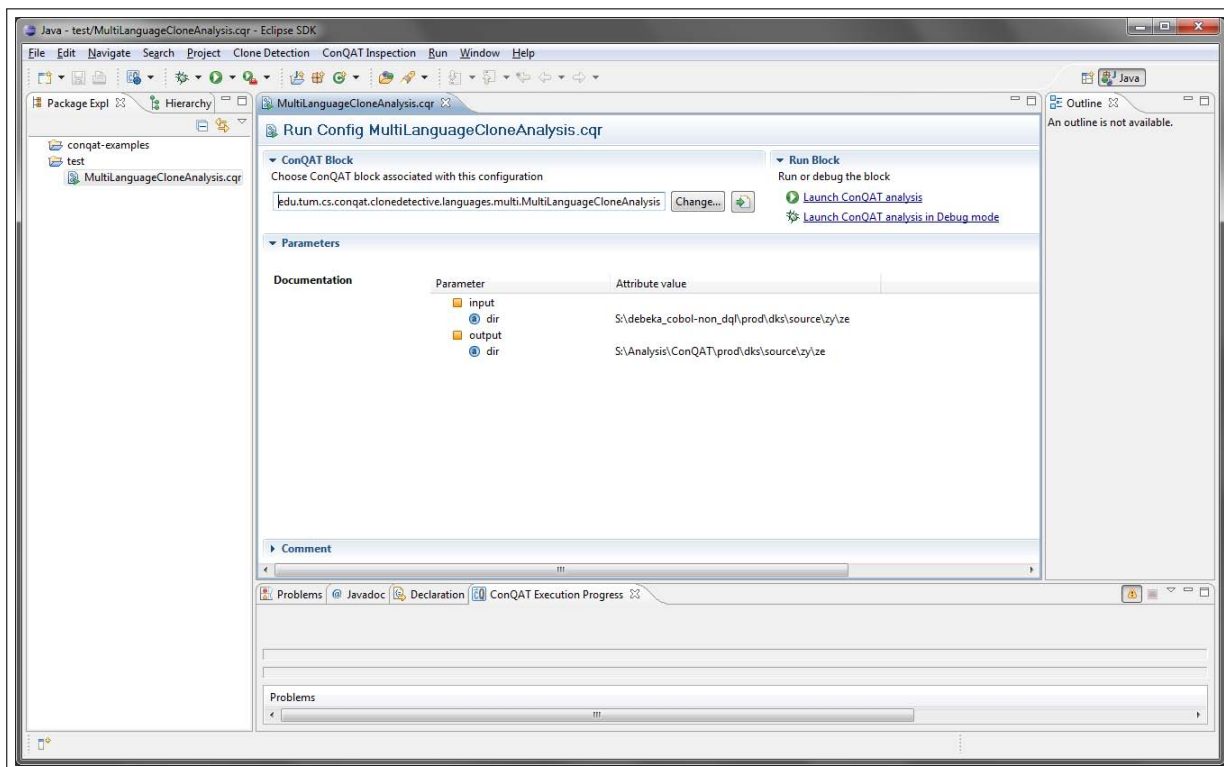 Java - test/MultiLanguageCloneAnalysis.cqr - Eclipse SDK
File Edit Navigate Search Project Clone Detection ConQAT Inspection Run Window Help
Java
Package Expl
Hierarchy
conqat-examples
test
MultiLanguageCloneAnalysis.cqr
MultiLanguageCloneAnalysis.cqr
Run Config MultiLanguageCloneAnalysis.cqr
ConQAT Block
Choose ConQAT block associated with this configuration
edu.tum.cs.conqat.clonedetective.languages.multi.MultiLanguageCloneAnalysis
Change...
Run Block
Run or debug the block
Launch ConQAT analysis
Launch ConQAT analysis in Debug mode
Parameters
Documentation
Parameter Attribute value
input
dir S:\debeka_cobol-non_dql\prod\dks\source\zy\ze
output
dir S:\Analysis\ConQAT\prod\dks\source\zy\ze
Comment
Outline
An outline is not available.
Problems @ Javadoc Declaration ConQAT Execution Progress
Problems